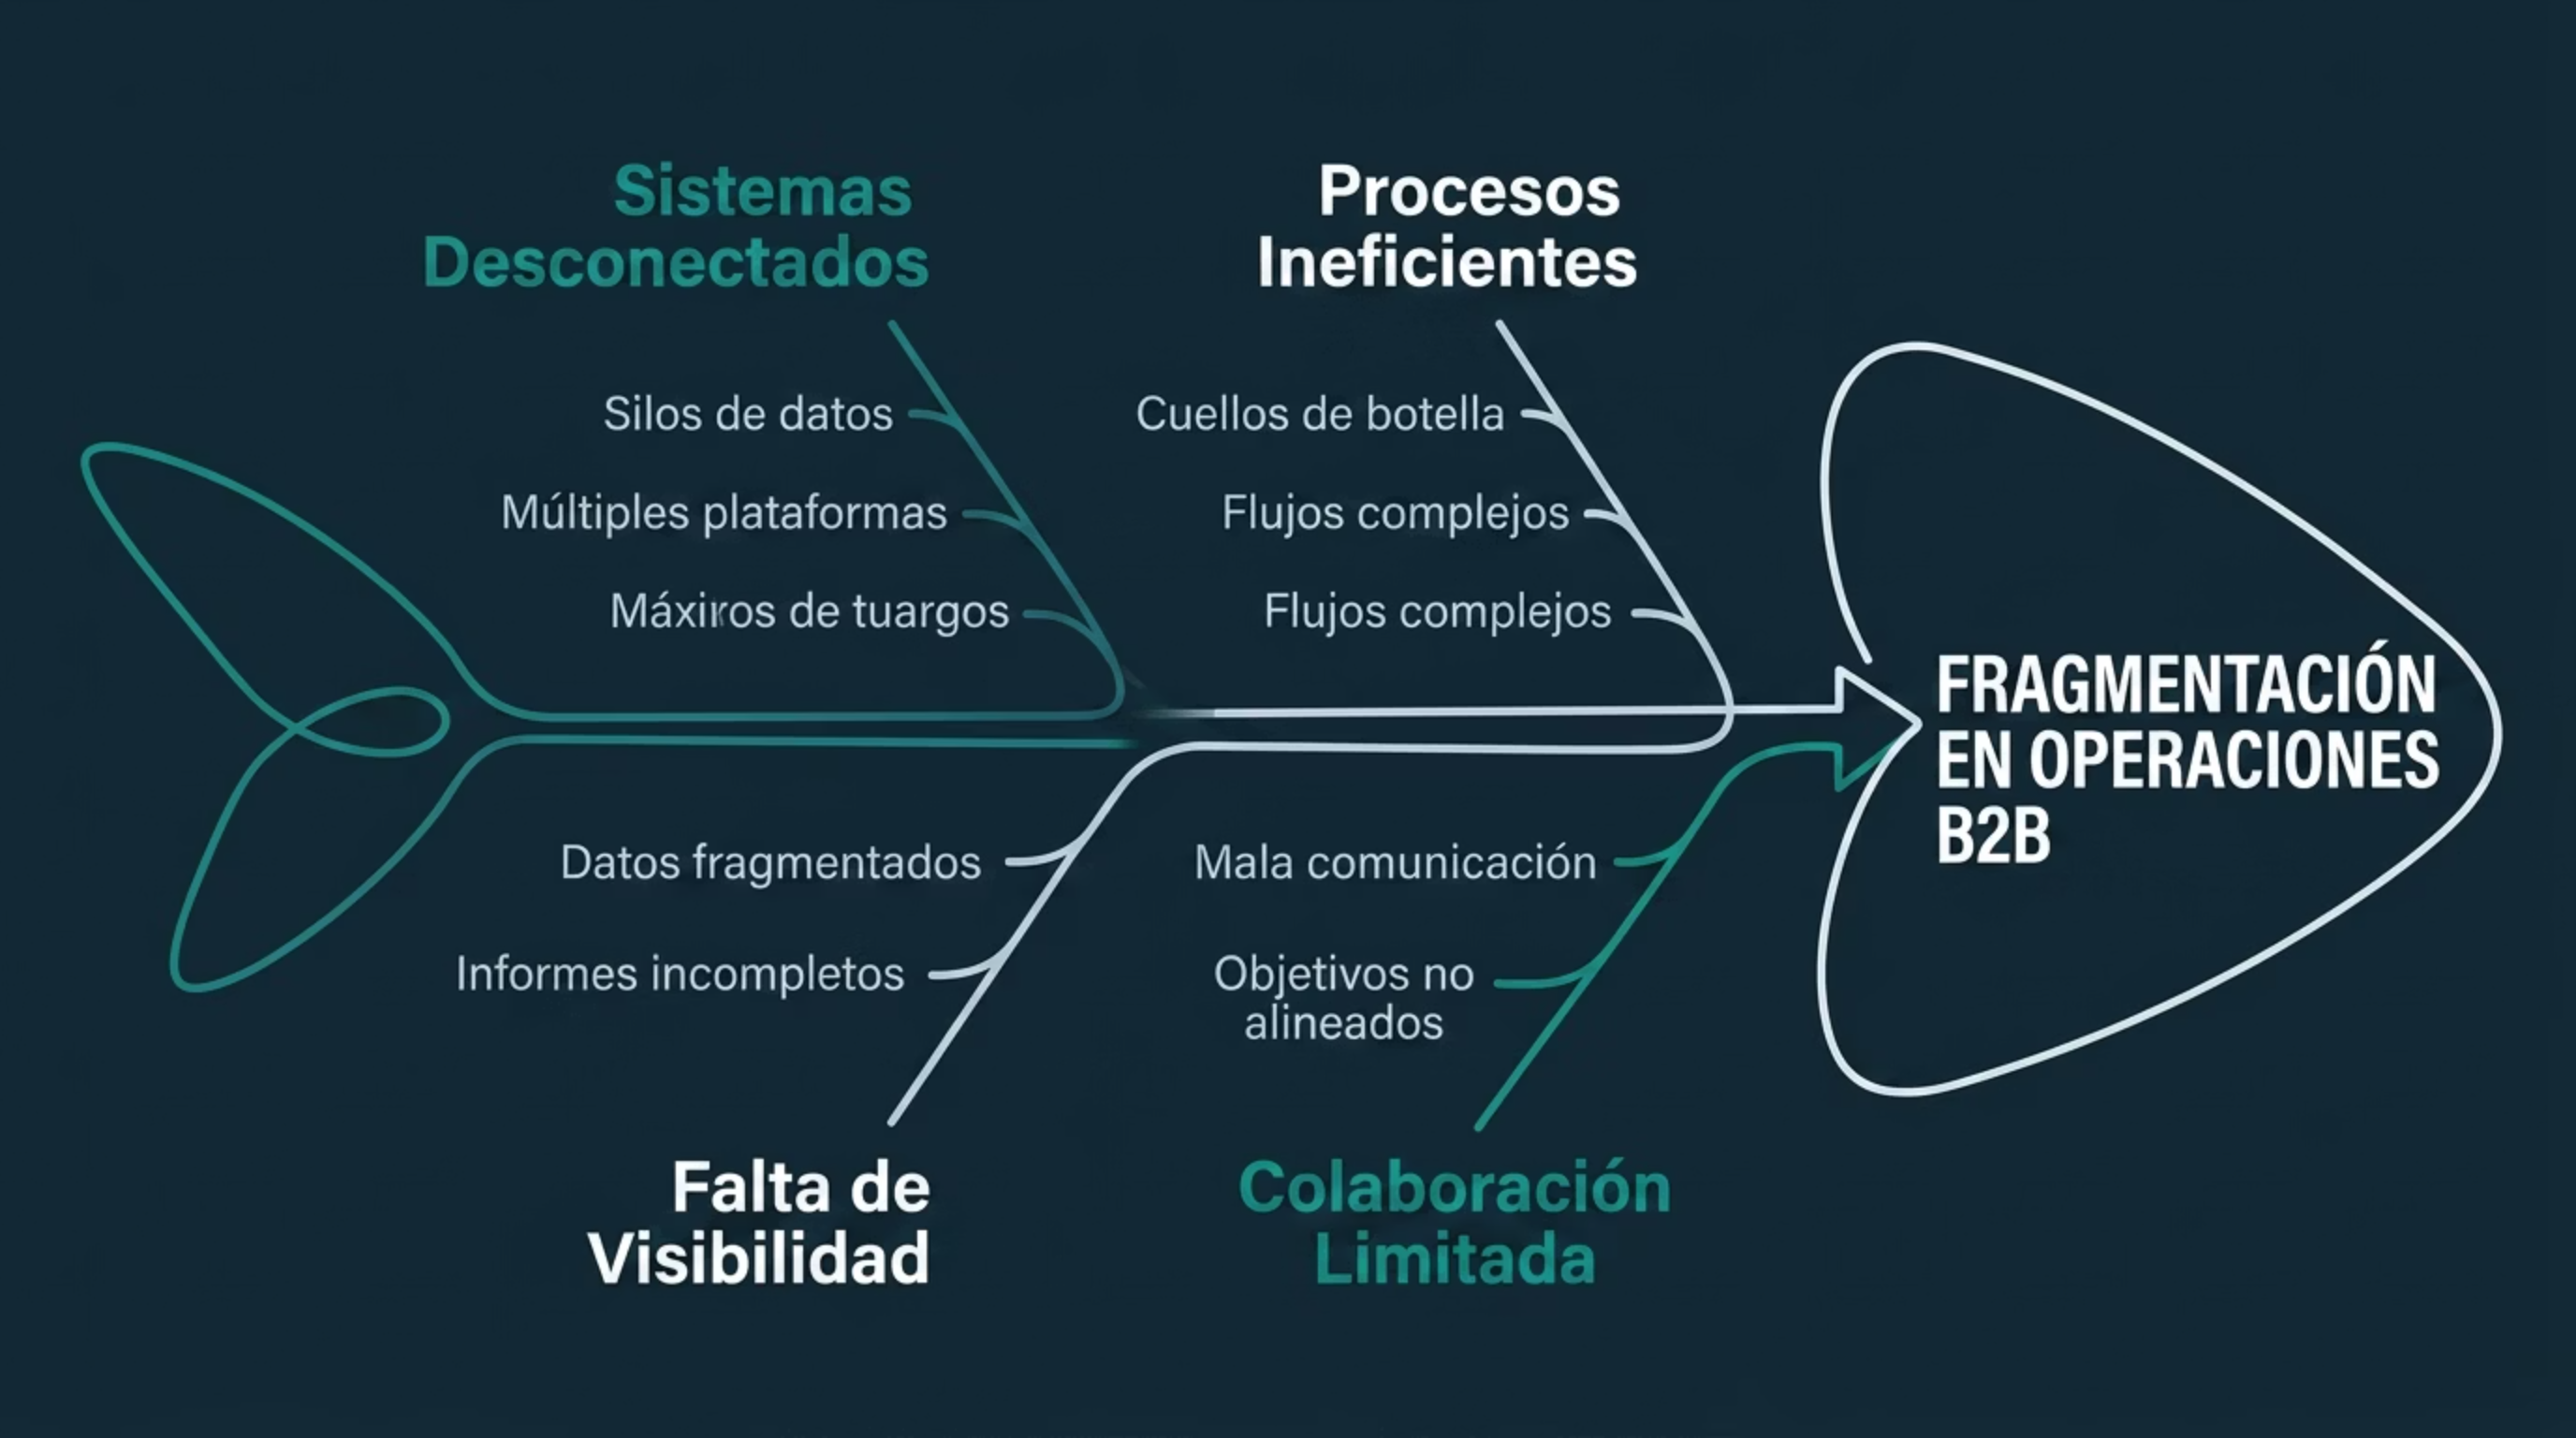 Sistemas
Desconectados
Silos de datos
Múltiples plataformas
Máxiros de tuargos
Procesos
Ineficientes
Cuellos de botella
Flujos complejos
Flujos complejos
Datos fragmentados
Informes incompletos
Falta de
Visibilidad
Mala comunicación
Objetivos no
alineados
Colaboración
Limitada
FRAGMENTACIÓN
EN OPERACIONES
B2B